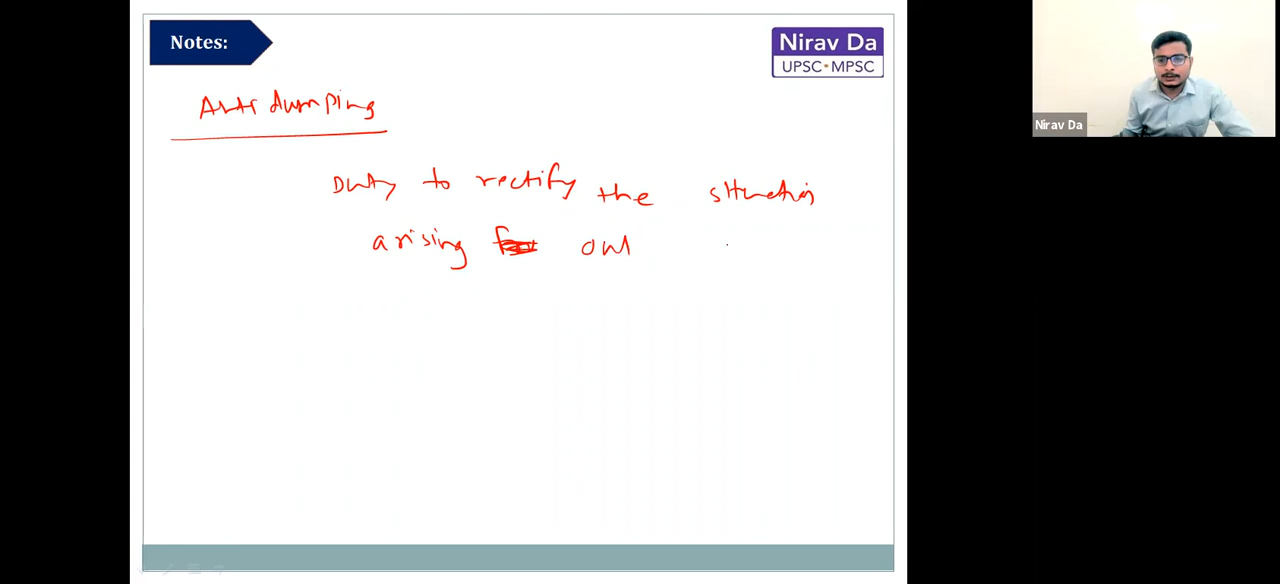 Notes:
Nirav Da
UPSC • MPSC
Anti dumping
Duty to rectify the situation
arising out
Nirav Da